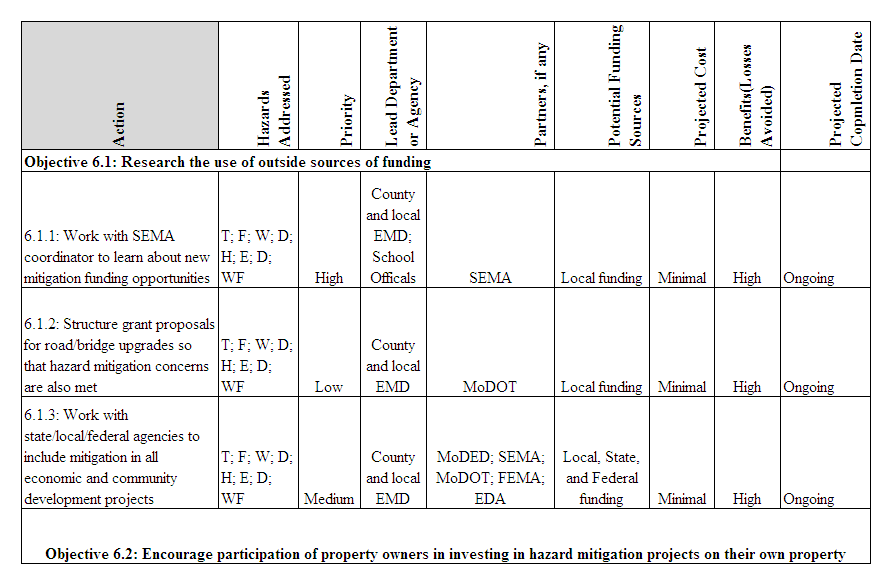 Action
Hazards
Addressed
Priority
Lead Department
or Agency
Partners, if any
Potential Funding
Sources
Projected Cost
Benefits(Losses
Avoided)
Projected
Copmletion Date
Objective 6.1: Research the use of outside sources of funding
6.1.1: Work with SEMA
coordinator to learn about new
mitigation funding opportunities
T; F; W; D;
H; E; D;
WF
High
County
and local
EMD;
School
Officals
SEMA
Local funding
Minimal
High
Ongoing
6.1.2: Structure grant proposals
for road/bridge upgrades so
that hazard mitigation concerns
are also met
T; F; W; D;
H; E; D;
WF
Low
County
and local
EMD
MoDOT
Local funding
Minimal
High
Ongoing
6.1.3: Work with
state/local/federal agencies to
include mitigation in all
economic and community
development projects
T; F; W; D;
H; E; D;
WF
Medium
County
and local
EMD
MoDED; SEMA;
MoDOT; FEMA;
EDA
Local, State,
and Federal
funding
Minimal
High
Ongoing
Objective 6.2: Encourage participation of property owners in investing in hazard mitigation projects on their own property